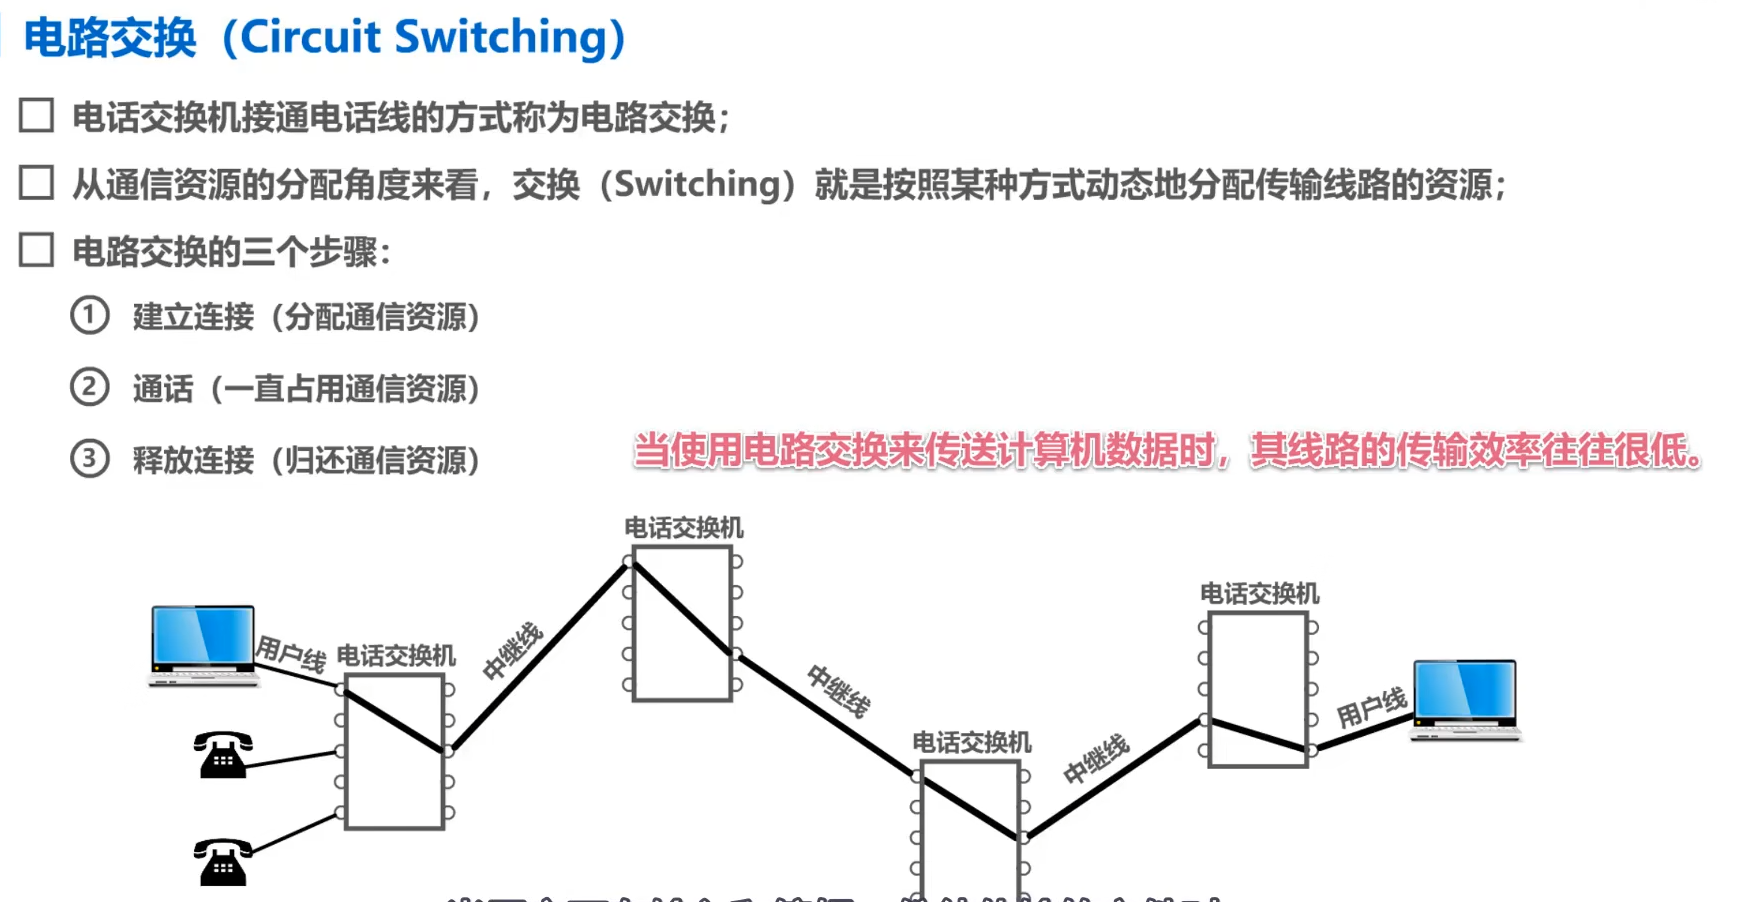 电路交换（Circuit Switching）
电话交换机接通电话线的方式称为电路交换；
从通信资源的分配角度来看，交换（Switching）就是按照某种方式动态地分配传输线路的资源；
电路交换的三个步骤：
① 建立连接（分配通信资源）
② 通话（一直占用通信资源）
③ 释放连接（归还通信资源）
当使用电路交换来传送计算机数据时，其线路的传输效率往往很低。
电话交换机
电话交换机
用户线
电话交换机
中继线
中继线
用户线
电话交换机
中继线